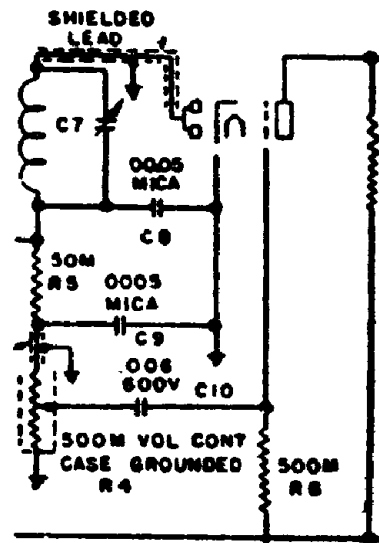 SHIELDED
LEAD
C7
.0005
MICA
C8
50M
R5
.0005
MICA
C9
.006
600V
C10
500M VOL CONT
CASE GROUNDED
R4
500M
R6